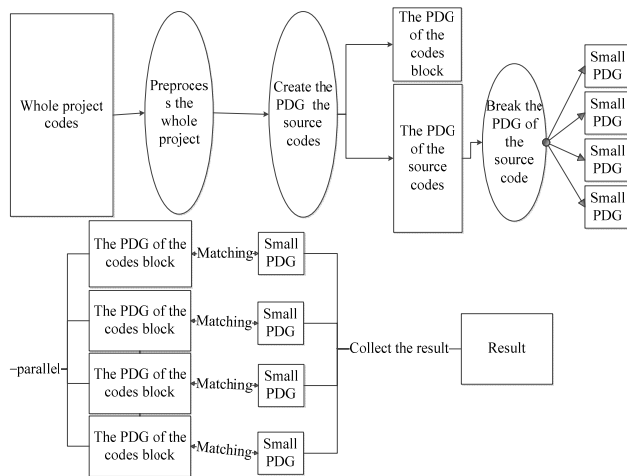 Whole project
codes
Preproces
s the
whole
project
Create the
PDG the
source
codes
The PDG
of the
codes
block
The PDG
of the
source
codes
Break the
PDG of
the
source
code
Small
PDG
Small
PDG
Small
PDG
Small
PDG
parallel
The PDG of the
codes block
Matching
Small
PDG
The PDG of the
codes block
Matching
Small
PDG
The PDG of the
codes block
Matching
Small
PDG
The PDG of the
codes block
Matching
Small
PDG
Collect the result
Result